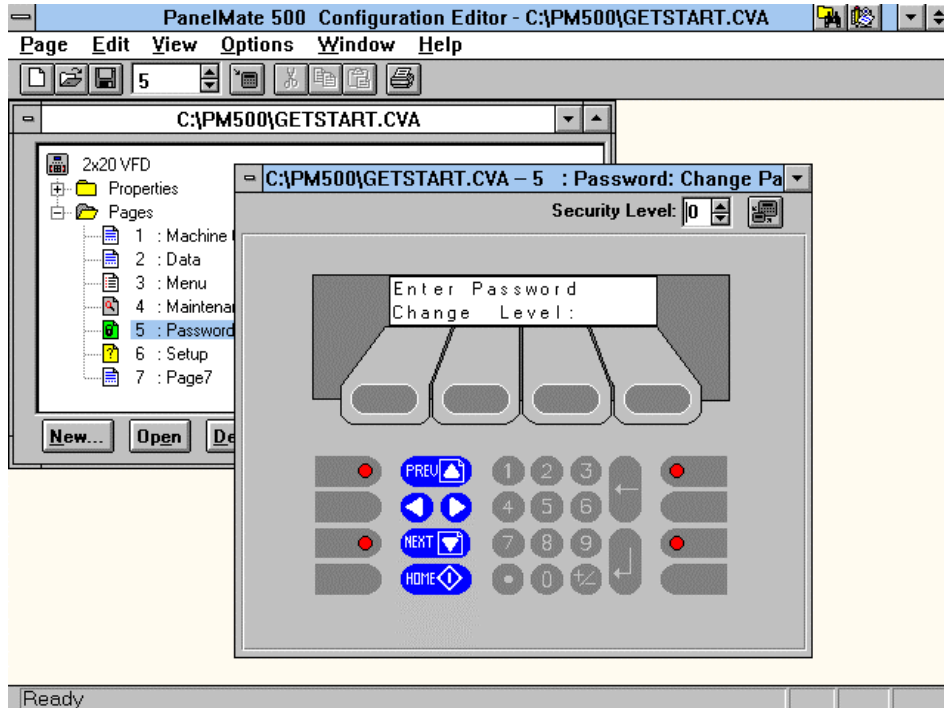 PanelMate 500 Configuration Editor - C:\PM500\GETSTART.CVA
Page Edit View Options Window Help
5
C:\PM500\GETSTART.CVA
2x20 VFD
Properties
Pages
1 : Machine
2 : Data
3 : Menu
4 : Maintenan
5 : Password
6 : Setup
7 : Page7
New... Open De
C:\PM500\GETSTART.CVA – 5 : Password: Change Pa
Security Level: 0
Enter Password
Change Level:
PREV 1 2 3
4 5 6
NEXT 7 8 9
HOME • 0 +/-
Ready